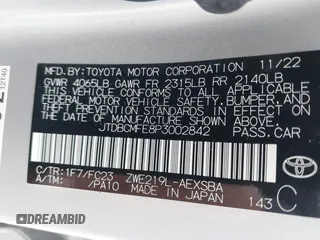 MFD. BY: TOYOTA MOTOR CORPORATION 11/22
GVWR 4065LB GAWR FR 2315LB RR 2140LB
THIS VEHICLE CONFORMS TO ALL APPLICABLE
FEDERAL MOTOR VEHICLE SAFETY, BUMPER, AND
THEFT PREVENTION STANDARDS IN EFFECT ON
THE DATE OF MANUFACTURE SHOWN ABOVE.
JTDBCMFE8P3002842
PASS. CAR
C/TR:1F7/FC23 ZWE219L-AEXSBA
A/TM: /PA10 MADE IN JAPAN
143 C
TOYOTA
12T40
DREAMBID